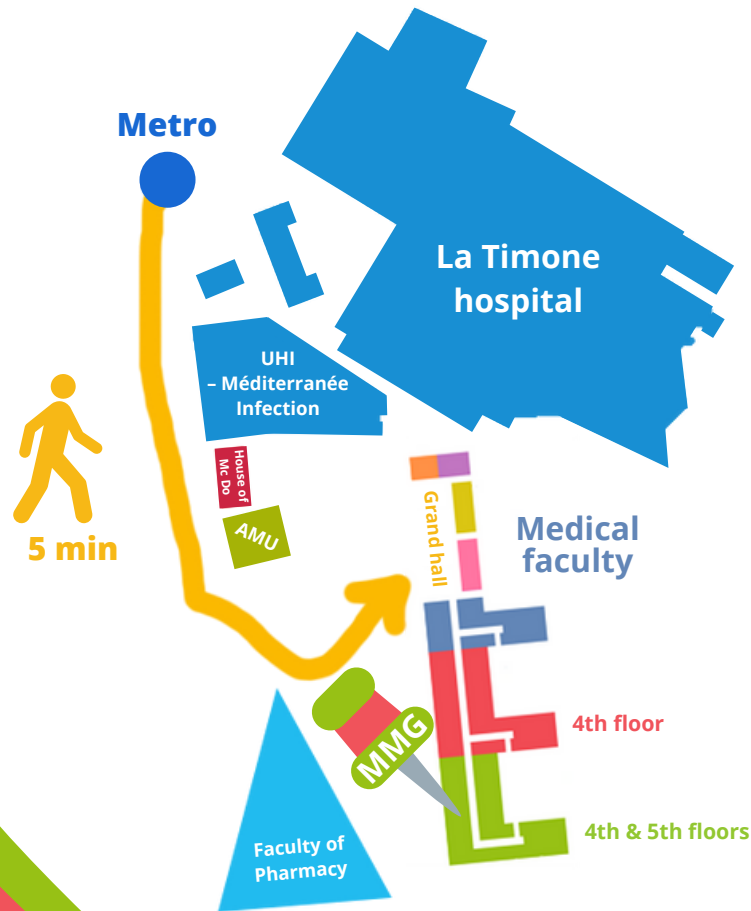 Metro
La Timone
hospital
UHI
– Méditerranée
Infection
House of
Mc Do
AMU
5 min
Grand hall
Medical
faculty
4th floor
MMG
4th & 5th floors
Faculty of
Pharmacy